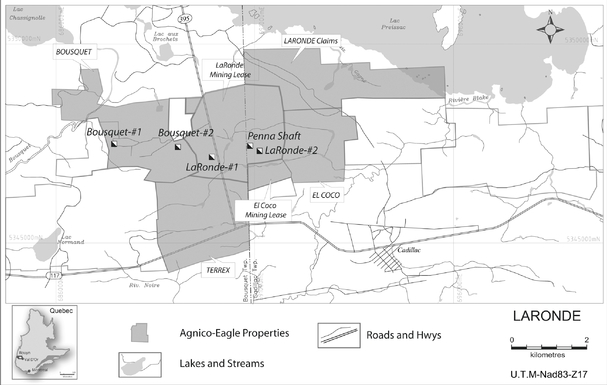 Lac
Chassignolle
395
Lac aux
Brochets
Lac
Preissac
N
BOUSQUET
LARONDE Claims
LaRonde
Mining Lease
Rivière Blake
Bousquet-#1
Bousquet-#2
Penna Shaft
LaRonde-#2
LaRonde-#1
Bousquet
EL COCO
El Coco
Mining Lease
Lac
Normand
Cadillac
TERREX
117
Riv. Noire
Bousquet Twp.
Cadillac Twp.
Quebec
Agnico-Eagle Properties
Roads and Hwys
Lakes and Streams
LARONDE
0 2
kilometres
U.T.M-Nad83-Z17